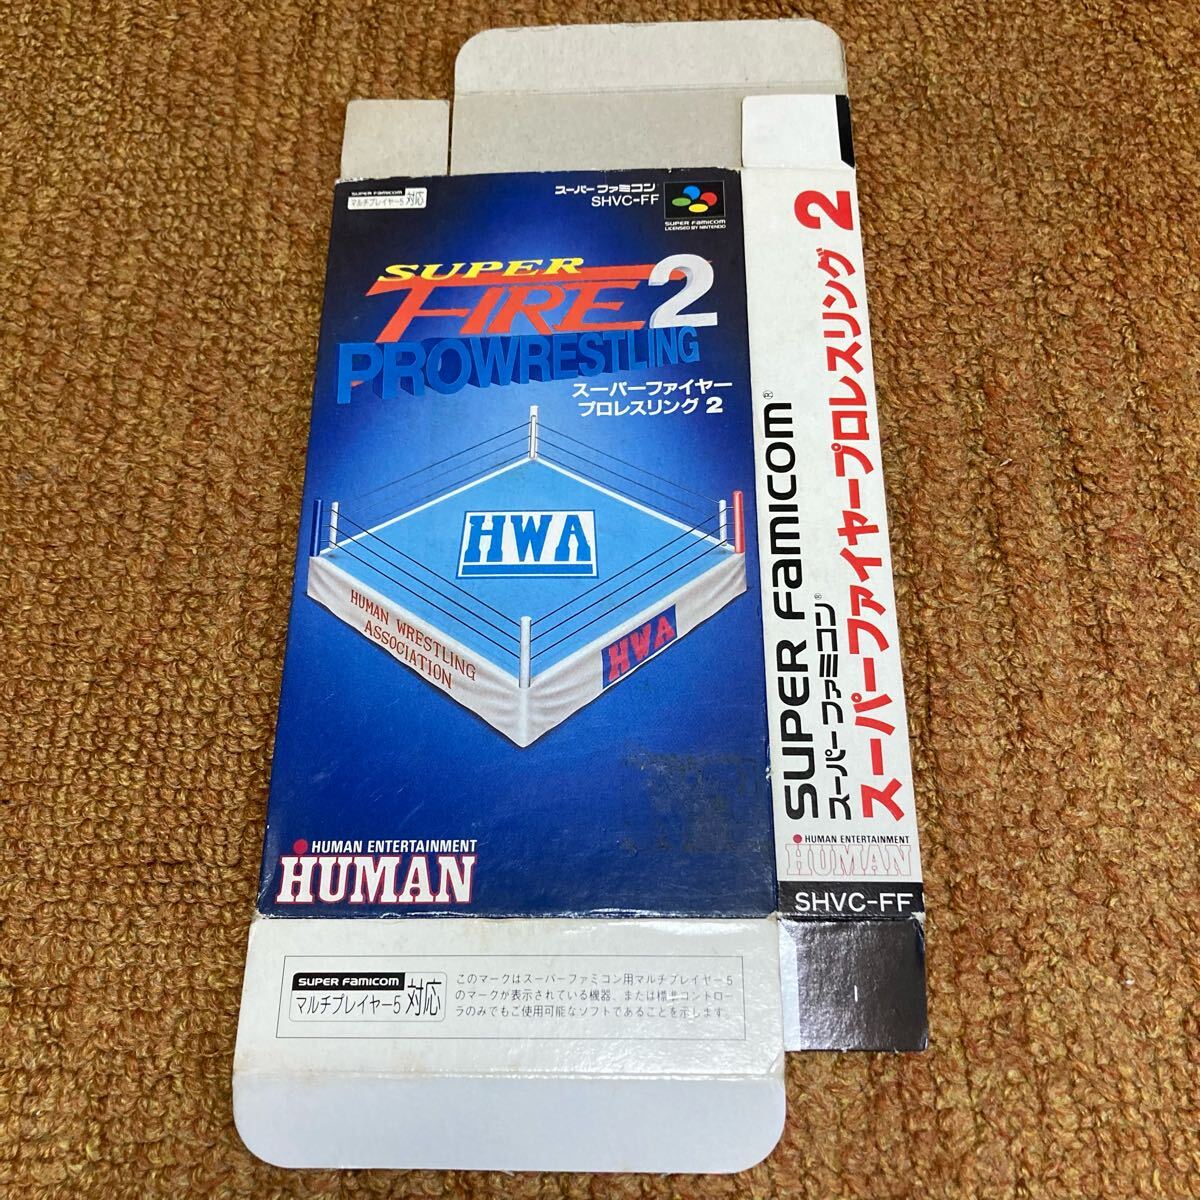 SUPER FAMICOM
マルチプレイヤー5 対応
スーパーファミコン
SHVC-FF
SUPER FAMICOM
LICENSED BY NINTENDO
SUPER
FIRE 2
PROWRESTLING
スーパーファイヤー
プロレスリング 2
HWA
HUMAN WRESTLING
ASSOCIATION
HWA
HUMAN ENTERTAINMENT
HUMAN
SUPER FAMICOM®
スーパーファミコン®
スーパーファイヤープロレスリング 2
HUMAN ENTERTAINMENT
HUMAN
SHVC-FF
SUPER FAMICOM
マルチプレイヤー5 対応
このマークはスーパーファミコン用マルチプレイヤー5
のマークが表示されている機器、または標準コントロー
ラのみでもご使用可能なソフトであることを示します。